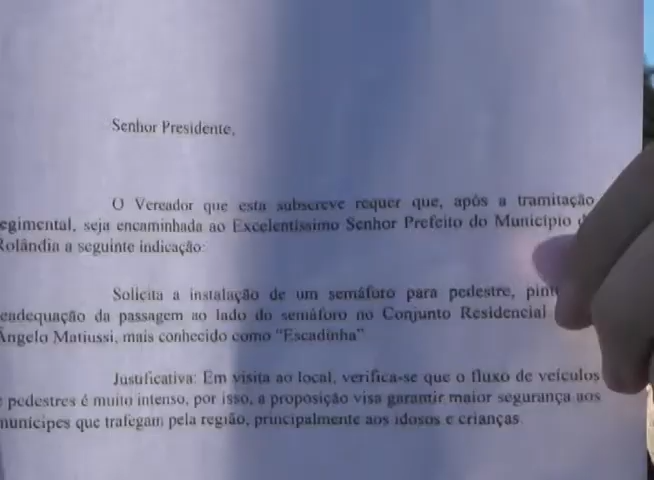 Senhor Presidente,
O Vereador que esta subscreve requer que, após a tramitação
egimental, seja encaminhada ao Excelentíssimo Senhor Prefeito do Município
Rolândia a seguinte indicação:
Solicita a instalação de um semáforo para pedestre,
eadequação da passagem ao lado do semáforo no Conjunto Residencial
Ângelo Matiussi, mais conhecido como "Escadinha"
Justificativa: Em visita ao local, verifica-se que o fluxo de veículos
e pedestres é muito intenso, por isso, a proposição visa garantir maior segurança aos
munícipes que trafegam pela região, principalmente aos idosos e crianças.